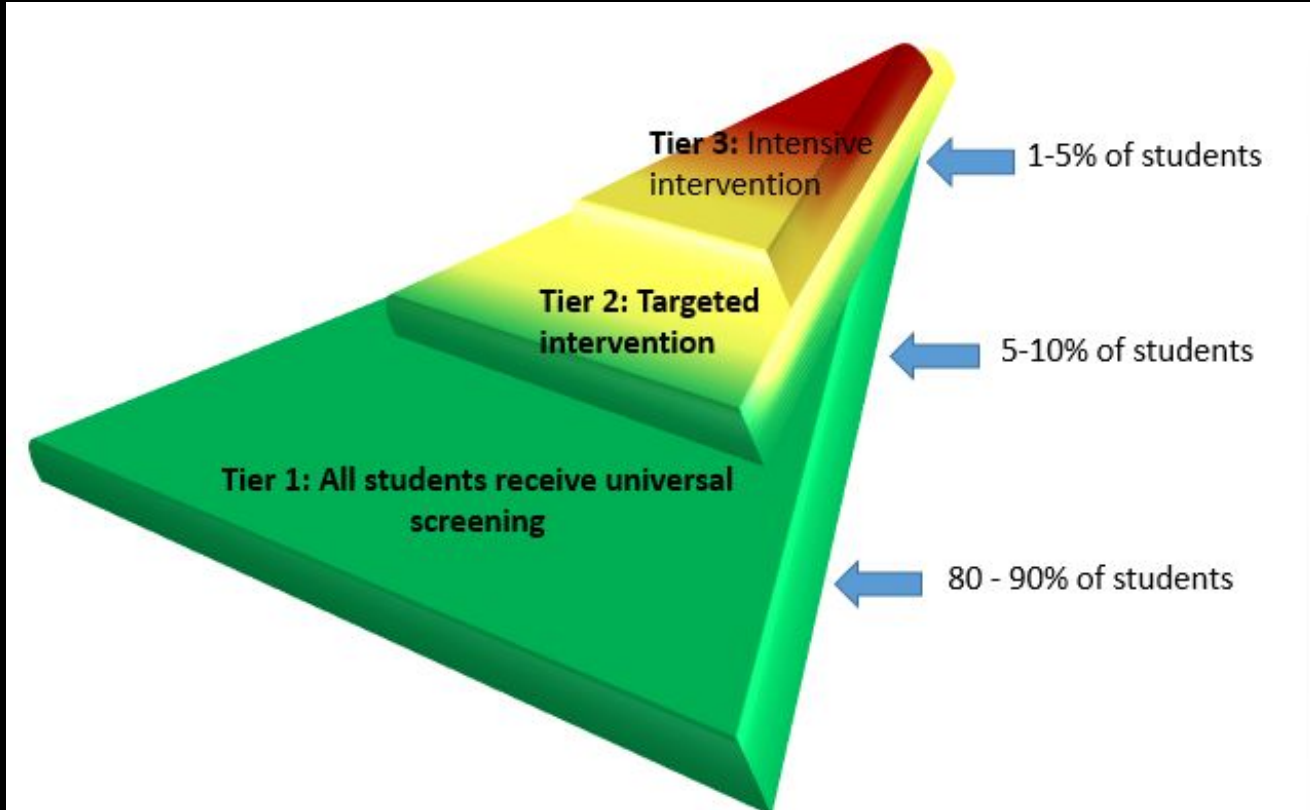 Tier 3: Intensive
intervention
1-5% of students
Tier 2: Targeted
intervention
5-10% of students
Tier 1: All students receive universal
screening
80 - 90% of students